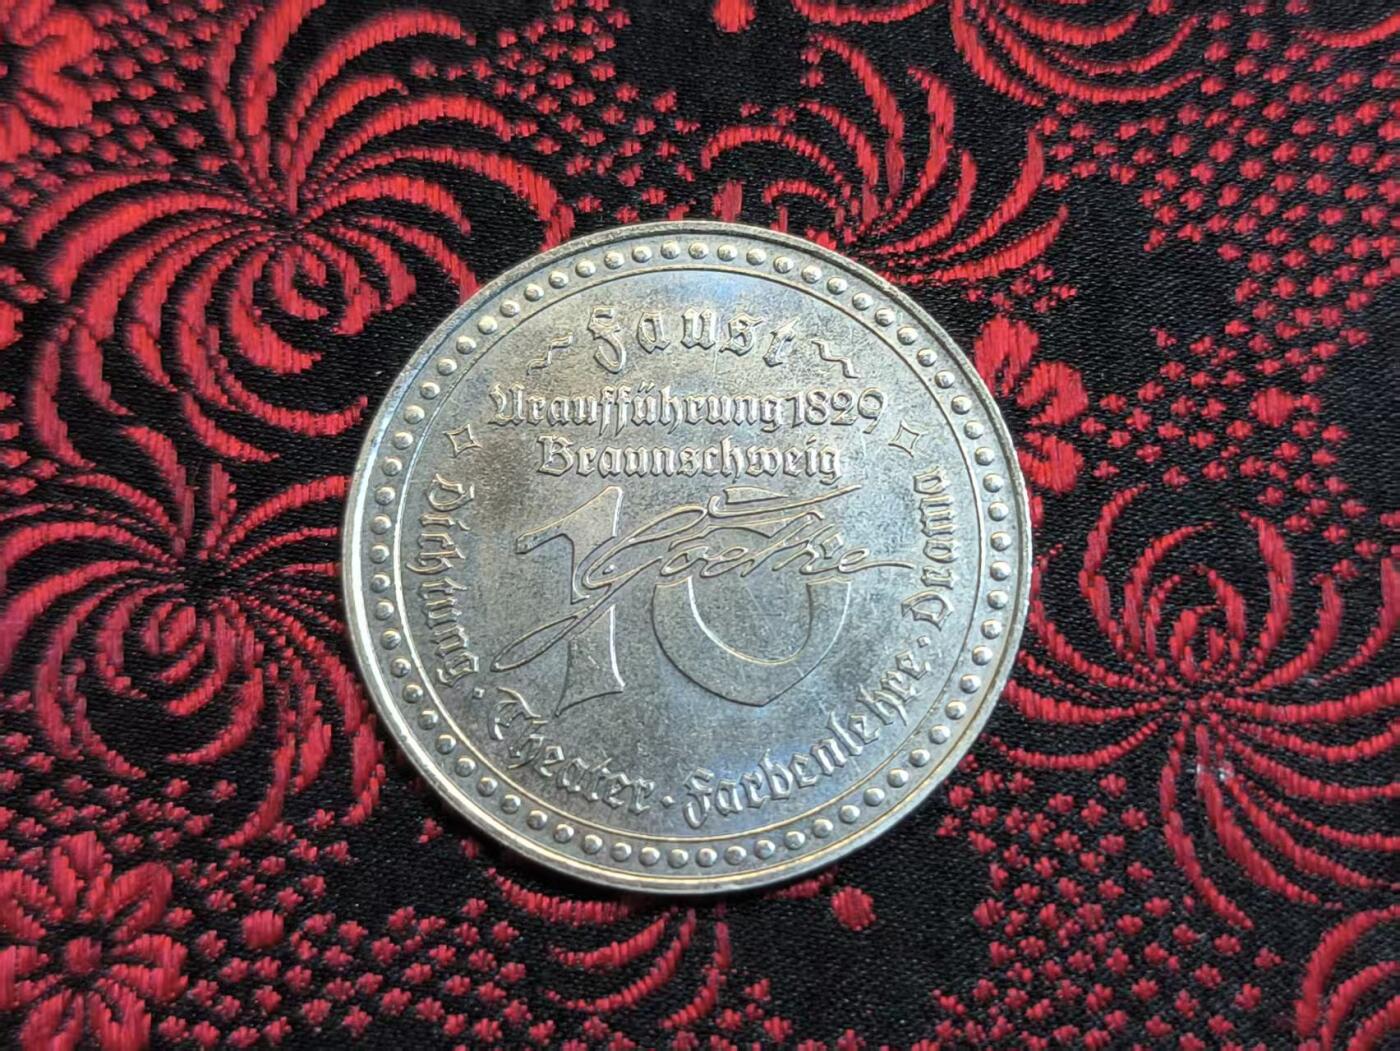 Faust
Uraufführung 1829
Braunschweig
10
Goethe
Dichtung · Theater · Farbenlehre · Drama